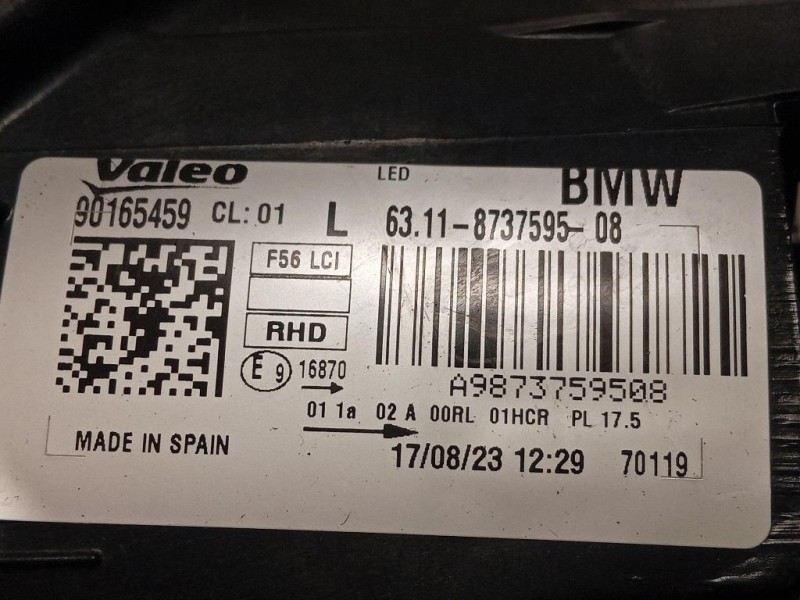 Valeo LED BMW
90165459 CL: 01 L 63.11-8737595-08
F56 LCI
RHD
E 9 16870
A9873759508
01 1a 02 A 00RL 01HCR PL 17.5
MADE IN SPAIN
17/08/23 12:29 70119